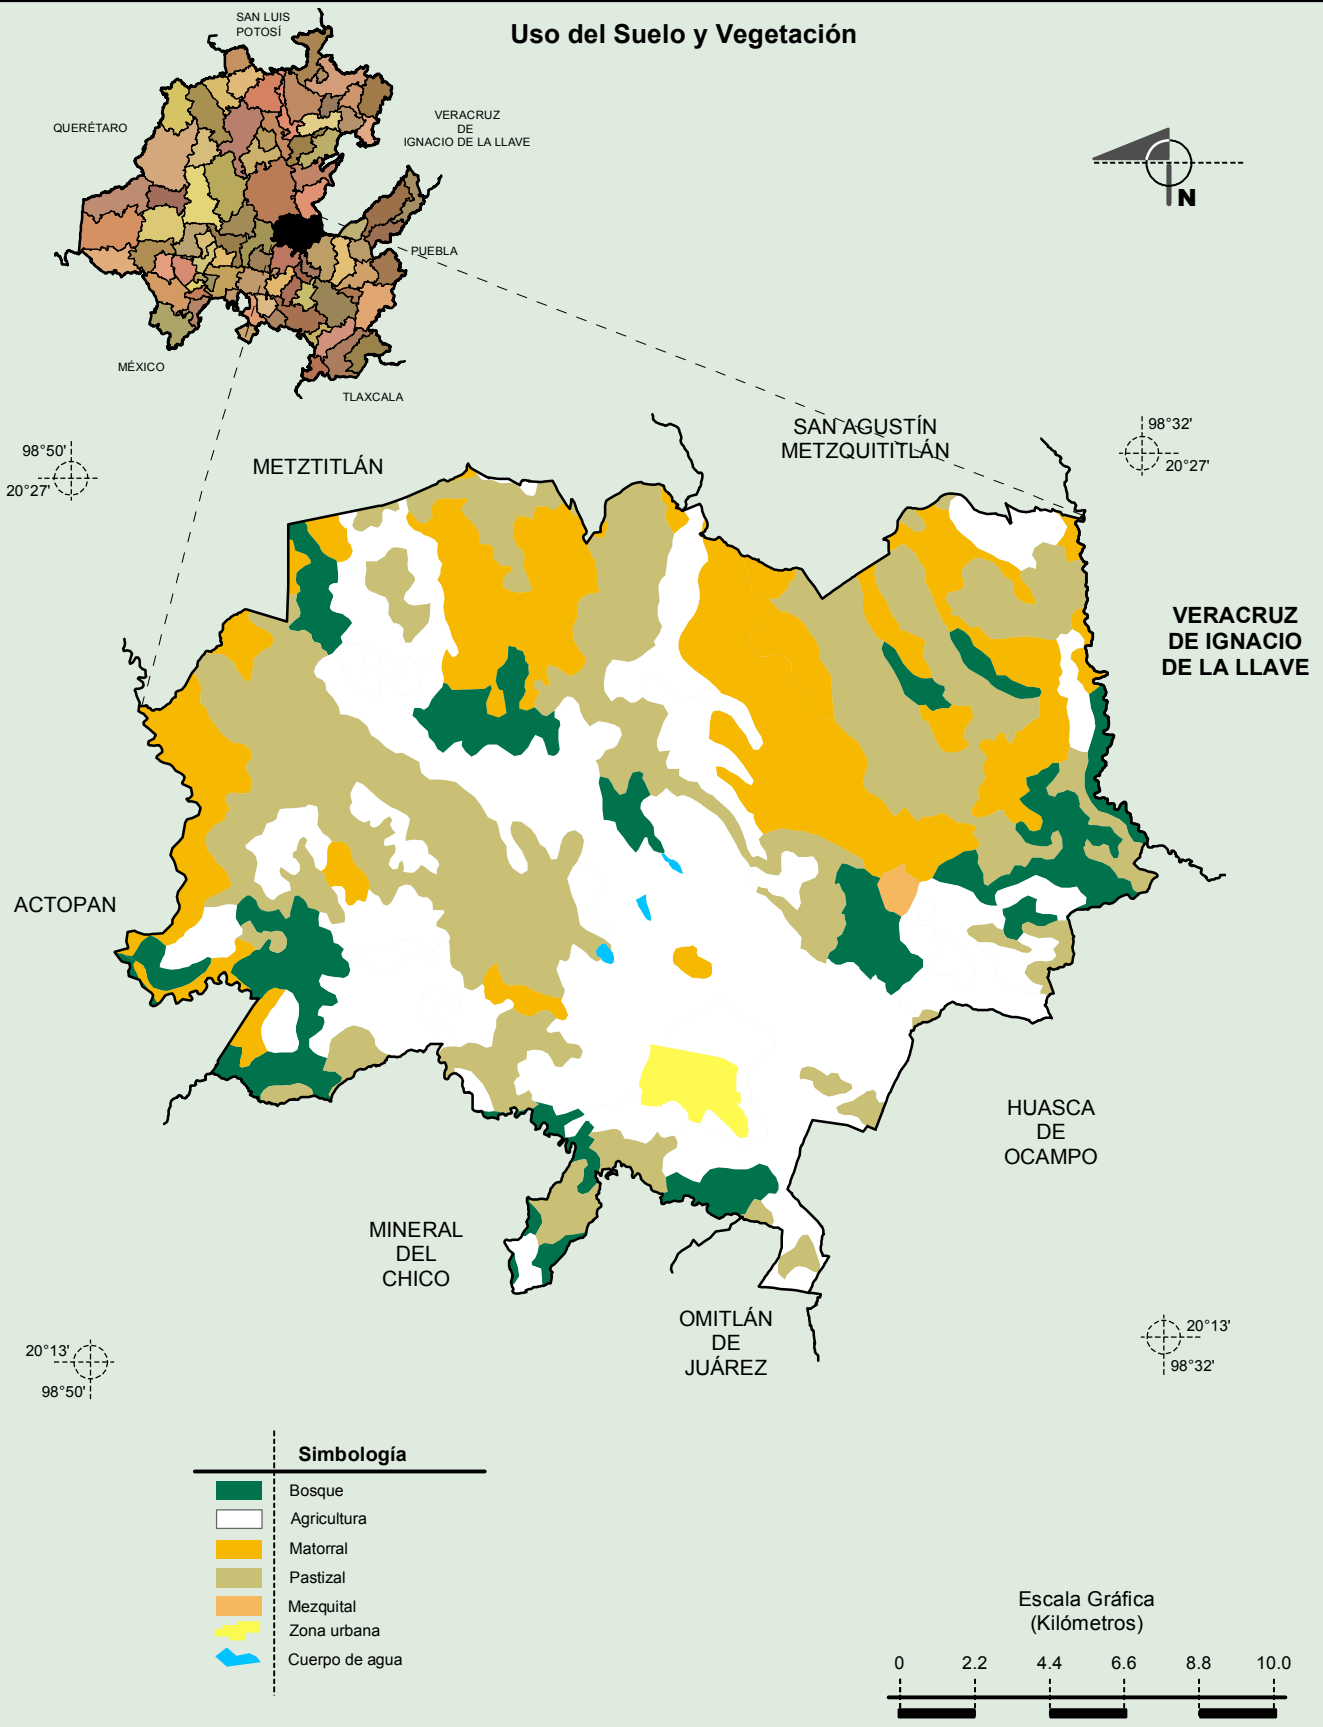 Uso del Suelo y Vegetación
SAN LUIS
POTOSÍ
QUERÉTARO
VERACRUZ
DE
IGNACIO DE LA LLAVE
PUEBLA
MÉXICO
TLAXCALA
N
98°50'
20°27'
METZTITLÁN
SAN AGUSTÍN
METZQUITITLÁN
98°32'
20°27'
VERACRUZ
DE IGNACIO
DE LA LLAVE
ACTOPAN
HUASCA
DE
OCAMPO
MINERAL
DEL
CHICO
OMITLÁN
DE
JUÁREZ
20°13'
98°50'
20°13'
98°32'
Simbología
Bosque
Agricultura
Matorral
Pastizal
Mezquital
Zona urbana
Cuerpo de agua
Escala Gráfica
(Kilómetros)
0 2.2 4.4 6.6 8.8 10.0